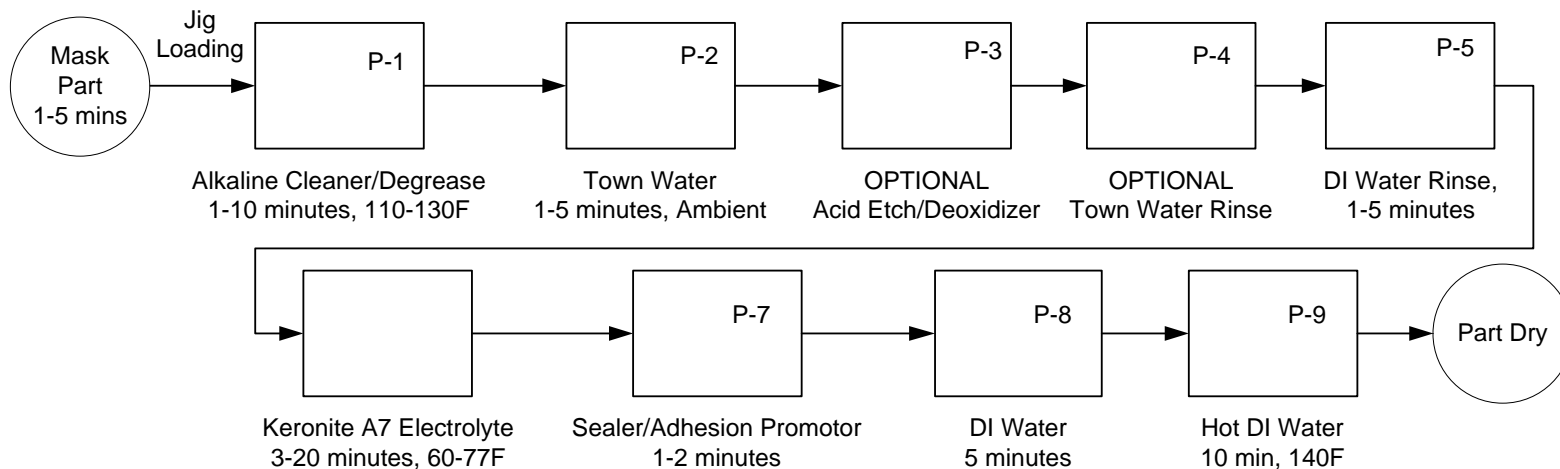 Mask
Part
1-5 mins
Jig
Loading
P-1
Alkaline Cleaner/Degrease
1-10 minutes, 110-130F
P-2
Town Water
1-5 minutes, Ambient
P-3
OPTIONAL
Acid Etch/Deoxidizer
P-4
OPTIONAL
Town Water Rinse
P-5
DI Water Rinse,
1-5 minutes
Keronite A7 Electrolyte
3-20 minutes, 60-77F
P-7
Sealer/Adhesion Promotor
1-2 minutes
P-8
DI Water
5 minutes
P-9
Hot DI Water
10 min, 140F
Part Dry